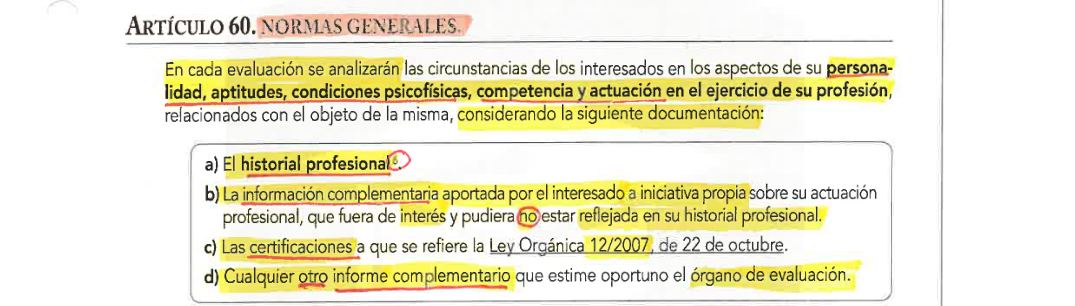 ARTÍCULO 60. NORMAS GENERALES.
En cada evaluación se analizarán las circunstancias de los interesados en los aspectos de su persona-
lidad, aptitudes, condiciones psicofísicas, competencia y actuación en el ejercicio de su profesión,
relacionados con el objeto de la misma, considerando la siguiente documentación:
a) El historial profesional⁶.
b) La información complementaria aportada por el interesado a iniciativa propia sobre su actuación
profesional, que fuera de interés y pudiera no estar reflejada en su historial profesional.
c) Las certificaciones a que se refiere la Ley Orgánica 12/2007, de 22 de octubre.
d) Cualquier otro informe complementario que estime oportuno el órgano de evaluación.